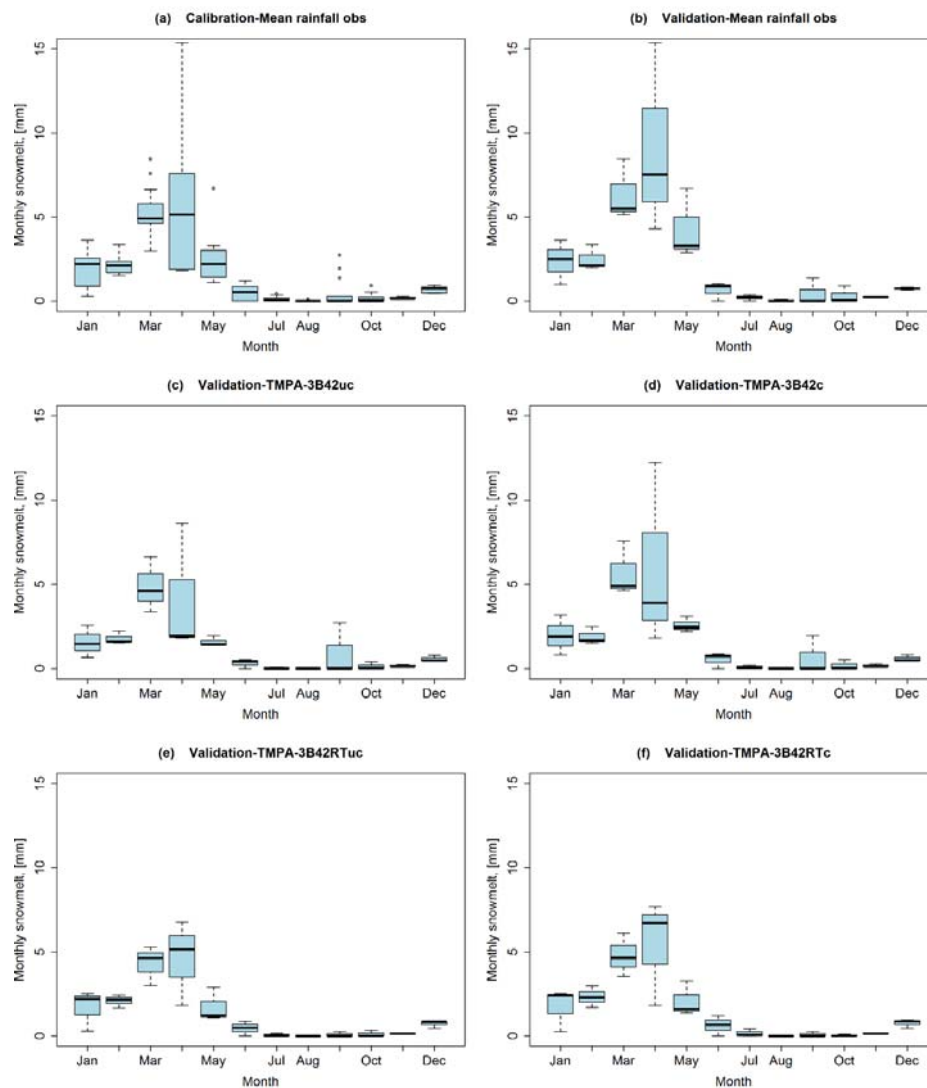 (a) Calibration-Mean rainfall obs
(b) Validation-Mean rainfall obs
Monthly snowmelt, [mm]
15
10
5
0
Jan Mar May Jul Aug Oct Dec
Month
Monthly snowmelt, [mm]
15
10
5
0
Jan Mar May Jul Aug Oct Dec
Month
(c) Validation-TMPA-3B42uc
(d) Validation-TMPA-3B42c
Monthly snowmelt, [mm]
15
10
5
0
Jan Mar May Jul Aug Oct Dec
Month
Monthly snowmelt, [mm]
15
10
5
0
Jan Mar May Jul Aug Oct Dec
Month
(e) Validation-TMPA-3B42RTuc
(f) Validation-TMPA-3B42RTc
Monthly snowmelt, [mm]
15
10
5
0
Jan Mar May Jul Aug Oct Dec
Month
Monthly snowmelt, [mm]
15
10
5
0
Jan Mar May Jul Aug Oct Dec
Month